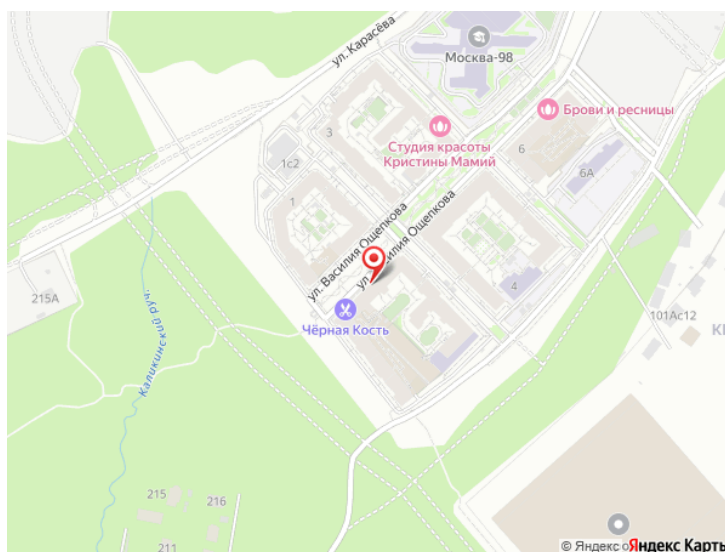 ул. Карасёва
Москва-98
Брови и ресницы
3
Студия красоты
Кристины Мамий
1с2
6
6А
1
ул. Василия Ощепкова
ул. Василия Ощепкова
4
215А
Чёрная Кость
101Ас12
Каликинский руч.
215
216
211
© Яндекс
Яндекс Карты